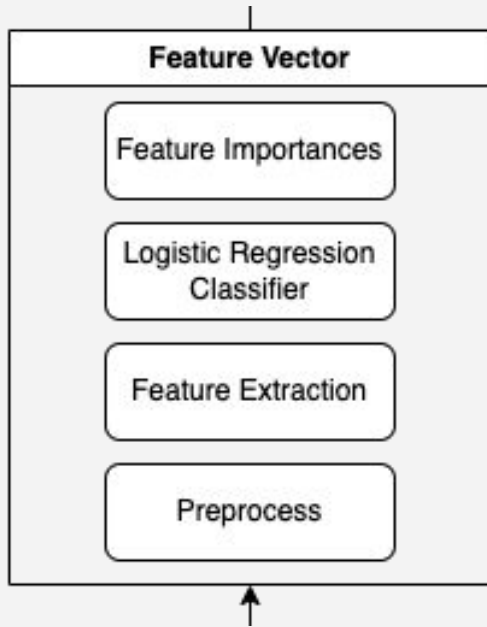 Feature Vector
Feature Importances
Logistic Regression
Classifier
Feature Extraction
Preprocess